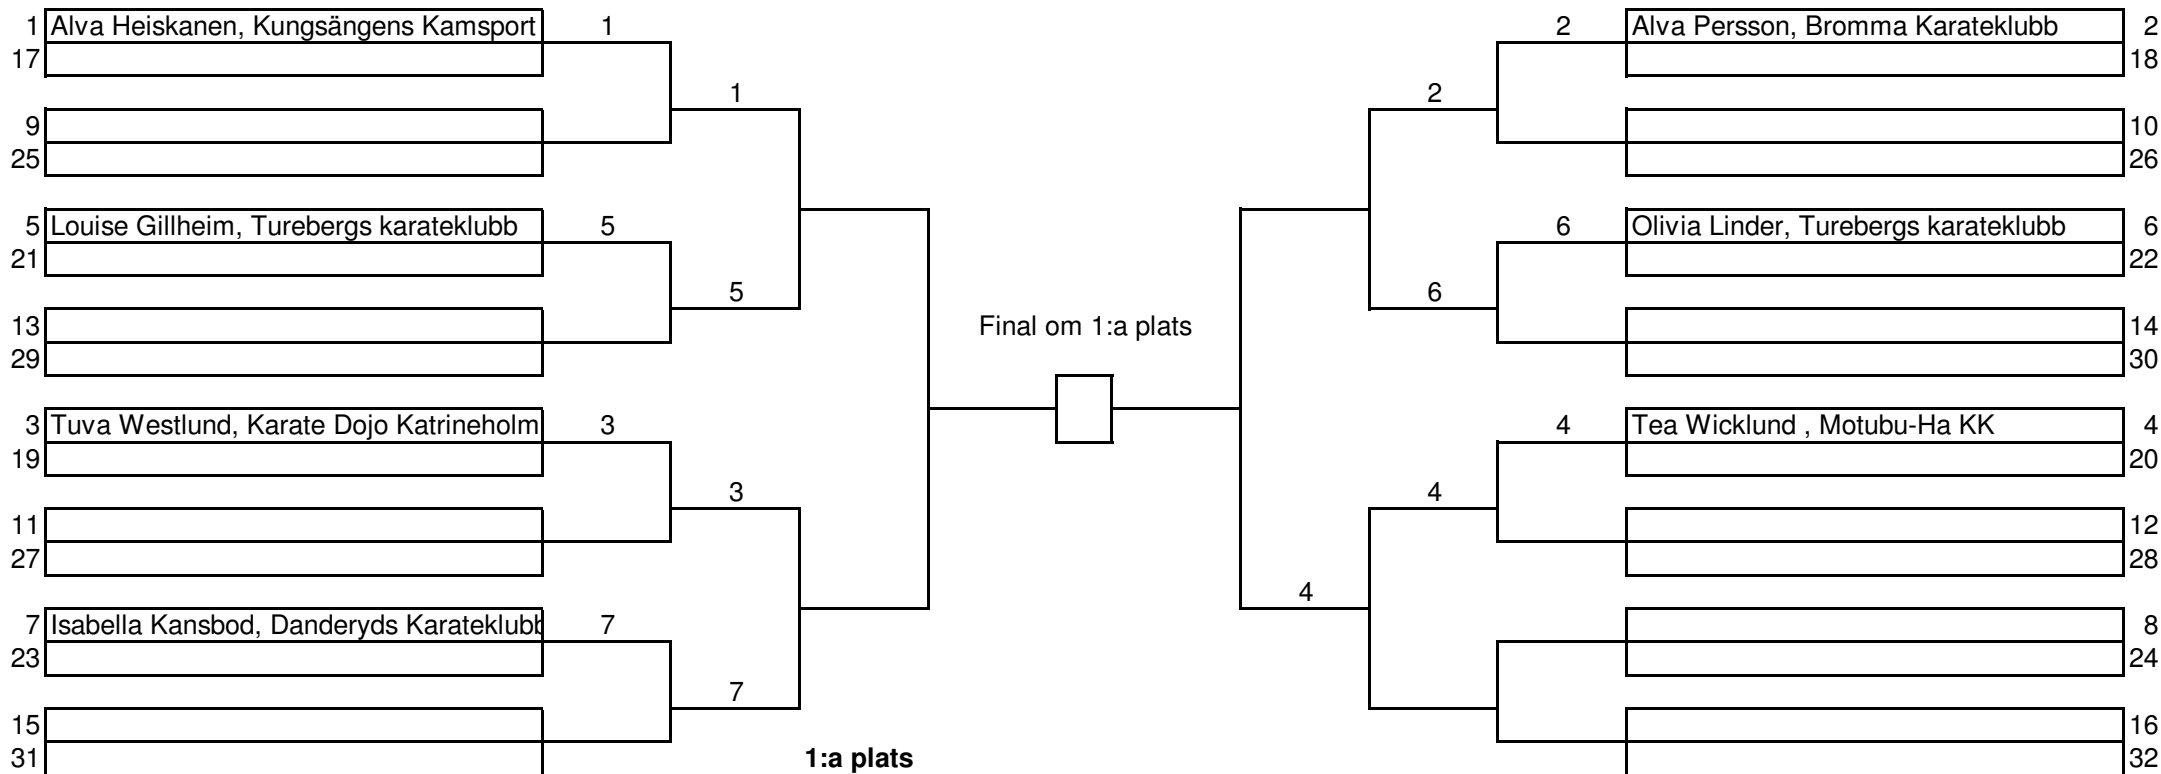 1 Alva Heiskanen, Kungsängens Kamsport 1 2 Alva Persson, Bromma Karateklubb 2
17 18
1 2
9 10
25 26
5 Louise Gillheim, Turebergs karateklubb 5 6 Olivia Linder, Turebergs karateklubb 6
21 22
5 6
13 Final om 1:a plats 14
29 30
3 Tuva Westlund, Karate Dojo Katrineholm 3 4 Tea Wicklund , Motubu-Ha KK 4
19 20
3 4
11 12
27 28
4
7 Isabella Kansbod, Danderyds Karateklubb 7 8
23 24
7
15 16
31 1:a plats 32